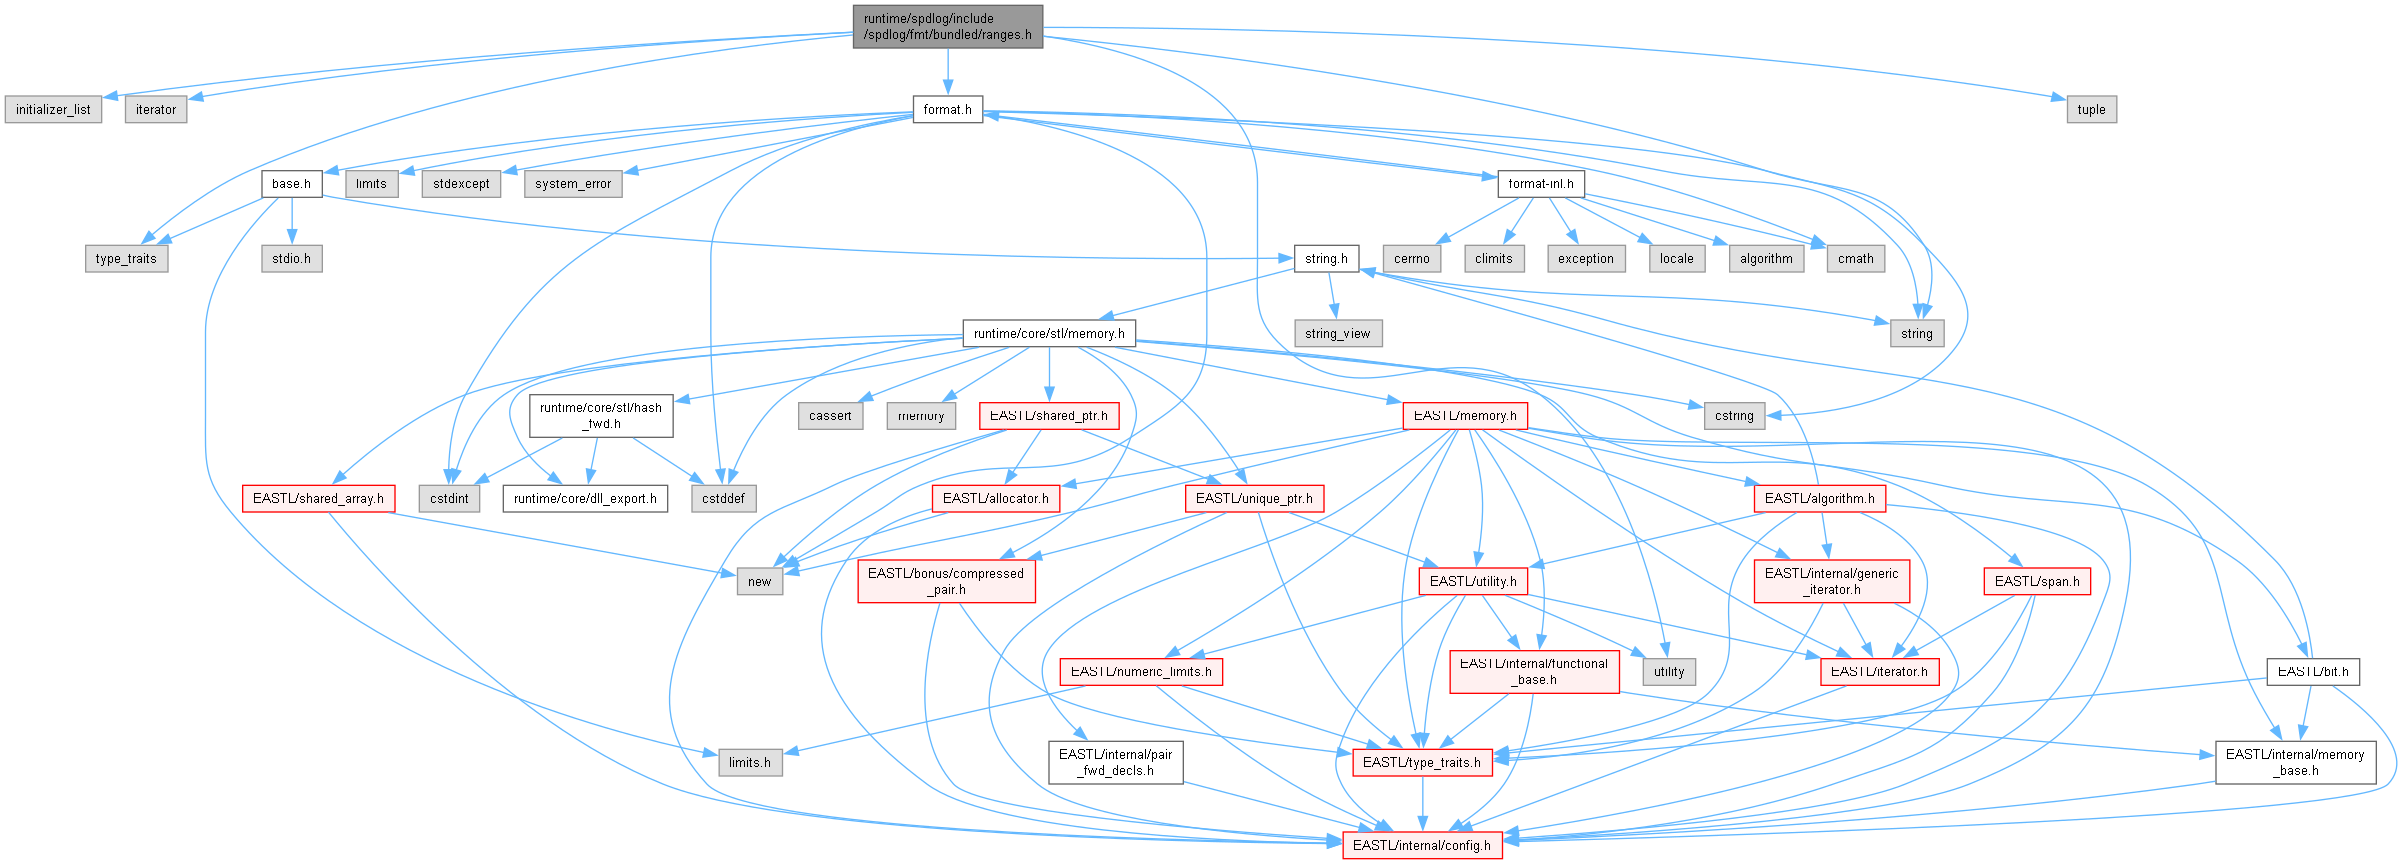 runtime/spdlog/include
/spdlog/fmt/bundled/ranges.h
initializer_list
iterator
format.h
tuple
base.h
limits
stdexcept
system_error
format-inl.h
type_traits
stdio.h
string.h
cerrno
climits
exception
locale
algorithm
cmath
runtime/core/stl/memory.h
string_view
string
runtime/core/stl/hash
_fwd.h
cassert
memory
EASTL/shared_ptr.h
EASTL/memory.h
cstring
EASTL/shared_array.h
cstdint
runtime/core/dll_export.h
cstddef
EASTL/allocator.h
EASTL/unique_ptr.h
EASTL/algorithm.h
new
EASTL/bonus/compressed
_pair.h
EASTL/utility.h
EASTL/internal/generic
_iterator.h
EASTL/span.h
EASTL/numeric_limits.h
EASTL/internal/functional
_base.h
utility
EASTL/iterator.h
EASTL/bit.h
limits.h
EASTL/internal/pair
_fwd_decls.h
EASTL/type_traits.h
EASTL/internal/memory
_base.h
EASTL/internal/config.h